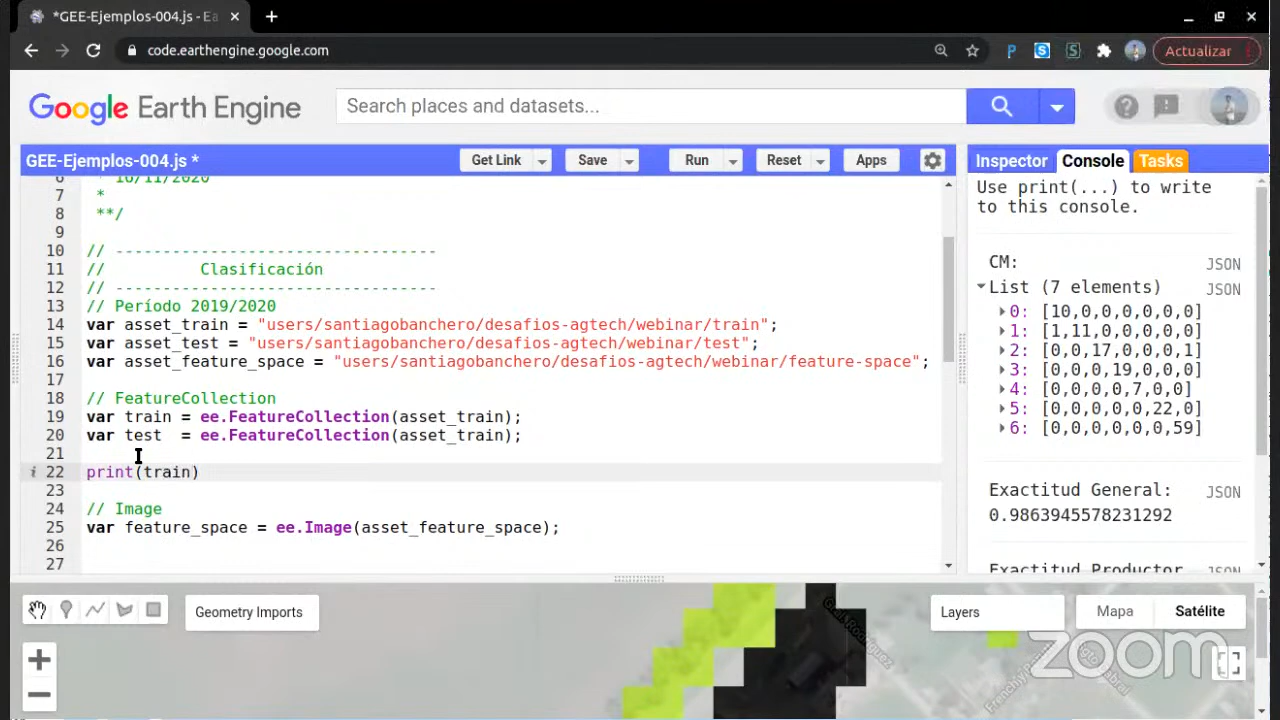 *GEE-Ejemplos-004.js - Ea
code.earthengine.google.com
Actualizar
Google Earth Engine
Search places and datasets...
GEE-Ejemplos-004.js *
Get Link
Save
Run
Reset
Apps
Inspector
Console
Tasks
6 * 16/11/2020
7 *
8 **/
9
10 // ----------------------------------
11 // Clasificación
12 // ----------------------------------
13 // Período 2019/2020
14 var asset_train = "users/santiagobanchero/desafios-agtech/webinar/train";
15 var asset_test = "users/santiagobanchero/desafios-agtech/webinar/test";
16 var asset_feature_space = "users/santiagobanchero/desafios-agtech/webinar/feature-space";
17
18 // FeatureCollection
19 var train = ee.FeatureCollection(asset_train);
20 var test  = ee.FeatureCollection(asset_train);
21
i 22 print(train)
23
24 // Image
25 var feature_space = ee.Image(asset_feature_space);
26
27
Use print(...) to write
to this console.
CM:
JSON
List (7 elements)
JSON
0: [10,0,0,0,0,0,0]
1: [1,11,0,0,0,0,0]
2: [0,0,17,0,0,0,1]
3: [0,0,0,19,0,0,0]
4: [0,0,0,0,7,0,0]
5: [0,0,0,0,0,22,0]
6: [0,0,0,0,0,0,59]
Exactitud General:
JSON
0.9863945578231292
Exactitud Productor
JSON
Geometry Imports
Layers
Mapa
Satélite
zoom